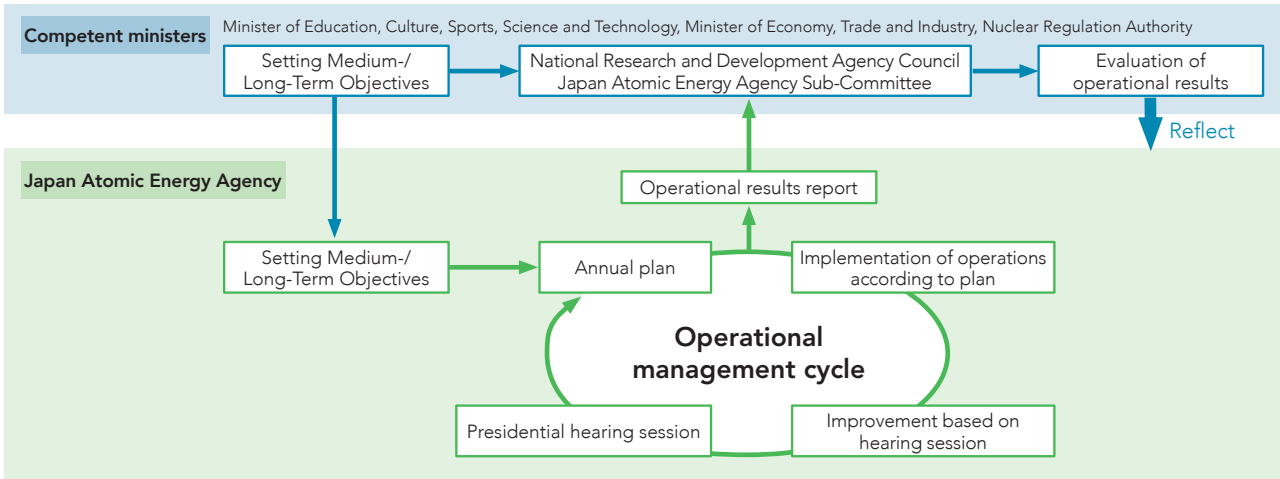 Competent ministers
Minister of Education, Culture, Sports, Science and Technology, Minister of Economy, Trade and Industry, Nuclear Regulation Authority
Setting Medium-/
Long-Term Objectives
National Research and Development Agency Council
Japan Atomic Energy Agency Sub-Committee
Evaluation of
operational results
Reflect
Japan Atomic Energy Agency
Operational results report
Setting Medium-/
Long-Term Objectives
Annual plan
Implementation of operations
according to plan
Operational
management cycle
Presidential hearing session
Improvement based on
hearing session